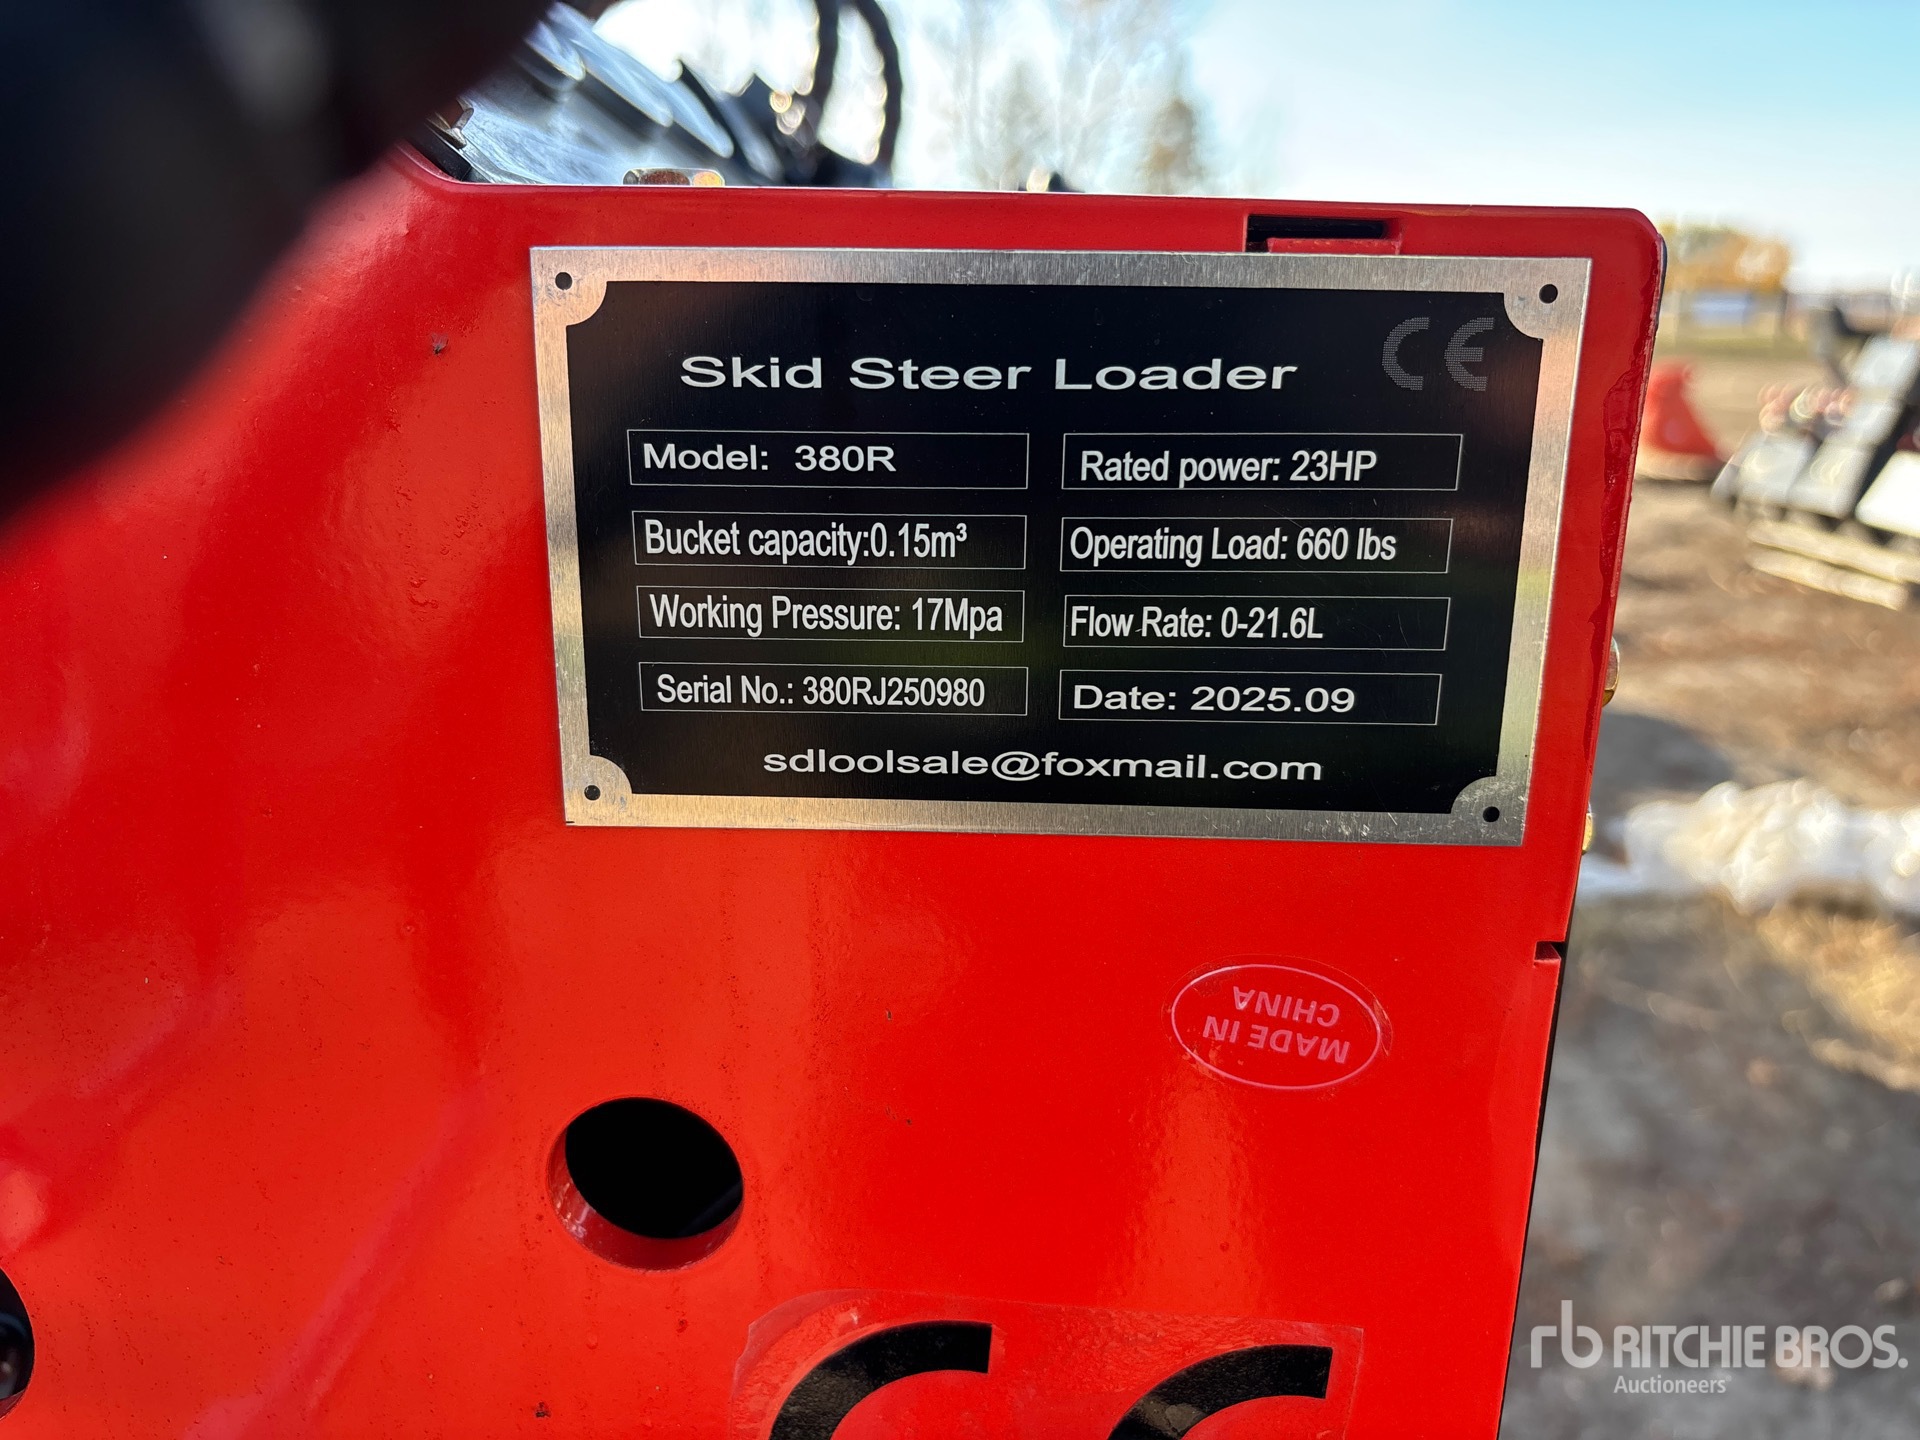 Skid Steer Loader CE
Model: 380R
Rated power: 23HP
Bucket capacity:0.15m³
Operating Load: 660 lbs
Working Pressure: 17Mpa
Flow Rate: 0-21.6L
Serial No.: 380RJ250980
Date: 2025.09
sdloolsale@foxmail.com
MADE IN
CHINA
rb RITCHIE BROS.
Auctioneers